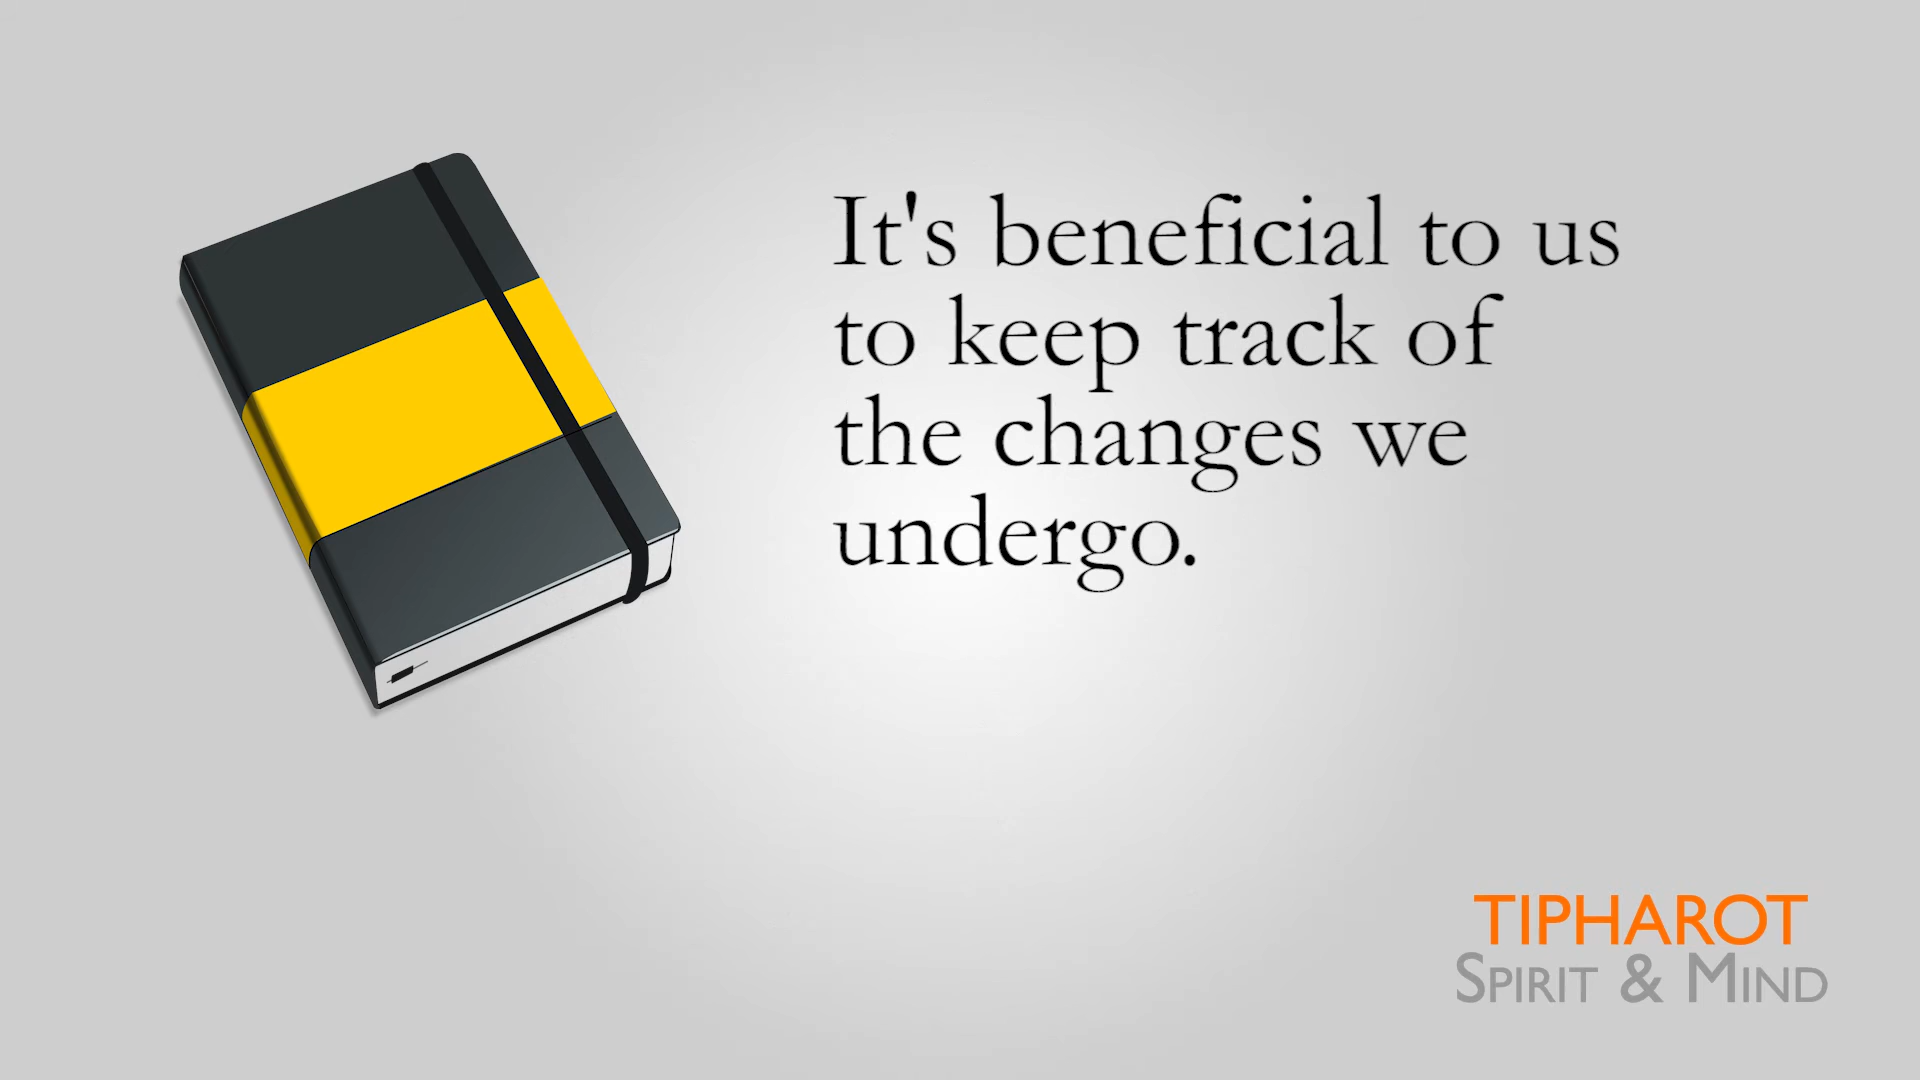 It's beneficial to us
to keep track of
the changes we
undergo.
TIPHAROT
SPIRIT & MIND